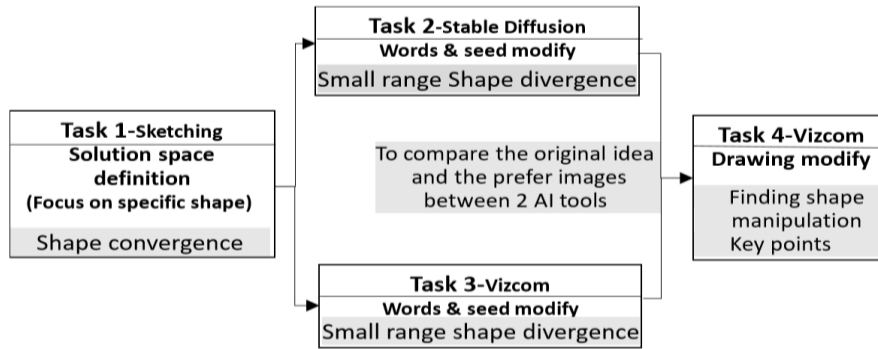 Task 1-Sketching
Solution space
definition
(Focus on specific shape)
Shape convergence
Task 2-Stable Diffusion
Words & seed modify
Small range Shape divergence
To compare the original idea
and the prefer images
between 2 AI tools
Task 3-Vizcom
Words & seed modify
Small range shape divergence
Task 4-Vizcom
Drawing modify
Finding shape
manipulation
Key points